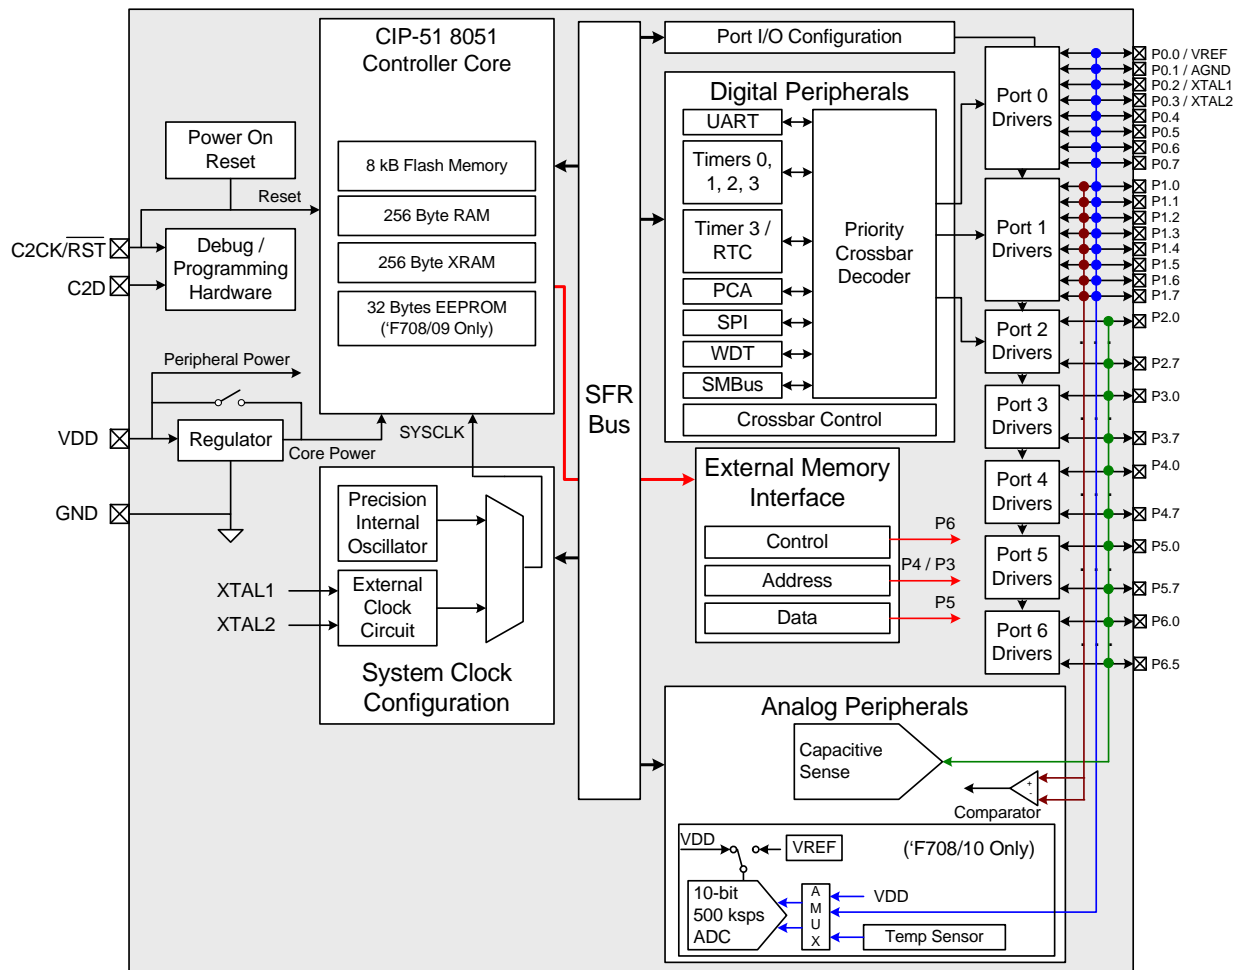 CIP-51 8051
Controller Core
Power On
Reset
Reset
8 kB Flash Memory
256 Byte RAM
256 Byte XRAM
32 Bytes EEPROM
(‘F708/09 Only)
C2CK/RST
C2D
Debug /
Programming
Hardware
Peripheral Power
VDD
Regulator
Core Power
SYSCLK
GND
Precision
Internal
Oscillator
XTAL1
XTAL2
External
Clock
Circuit
System Clock
Configuration
SFR
Bus
Port I/O Configuration
Digital Peripherals
UART
Timers 0,
1, 2, 3
Timer 3 /
RTC
PCA
SPI
WDT
SMBus
Priority
Crossbar
Decoder
Crossbar Control
External Memory
Interface
Control
Address
Data
P6
P4 / P3
P5
Port 0
Drivers
Port 1
Drivers
Port 2
Drivers
Port 3
Drivers
Port 4
Drivers
Port 5
Drivers
Port 6
Drivers
P0.0 / VREF
P0.1 / AGND
P0.2 / XTAL1
P0.3 / XTAL2
P0.4
P0.5
P0.6
P0.7
P1.0
P1.1
P1.2
P1.3
P1.4
P1.5
P1.6
P1.7
P2.0
P2.7
P3.0
P3.7
P4.0
P4.7
P5.0
P5.7
P6.0
P6.5
Analog Peripherals
Capacitive
Sense
+
-
Comparator
VDD
VREF
(‘F708/10 Only)
10-bit
500 ksps
ADC
A
M
U
X
VDD
Temp Sensor